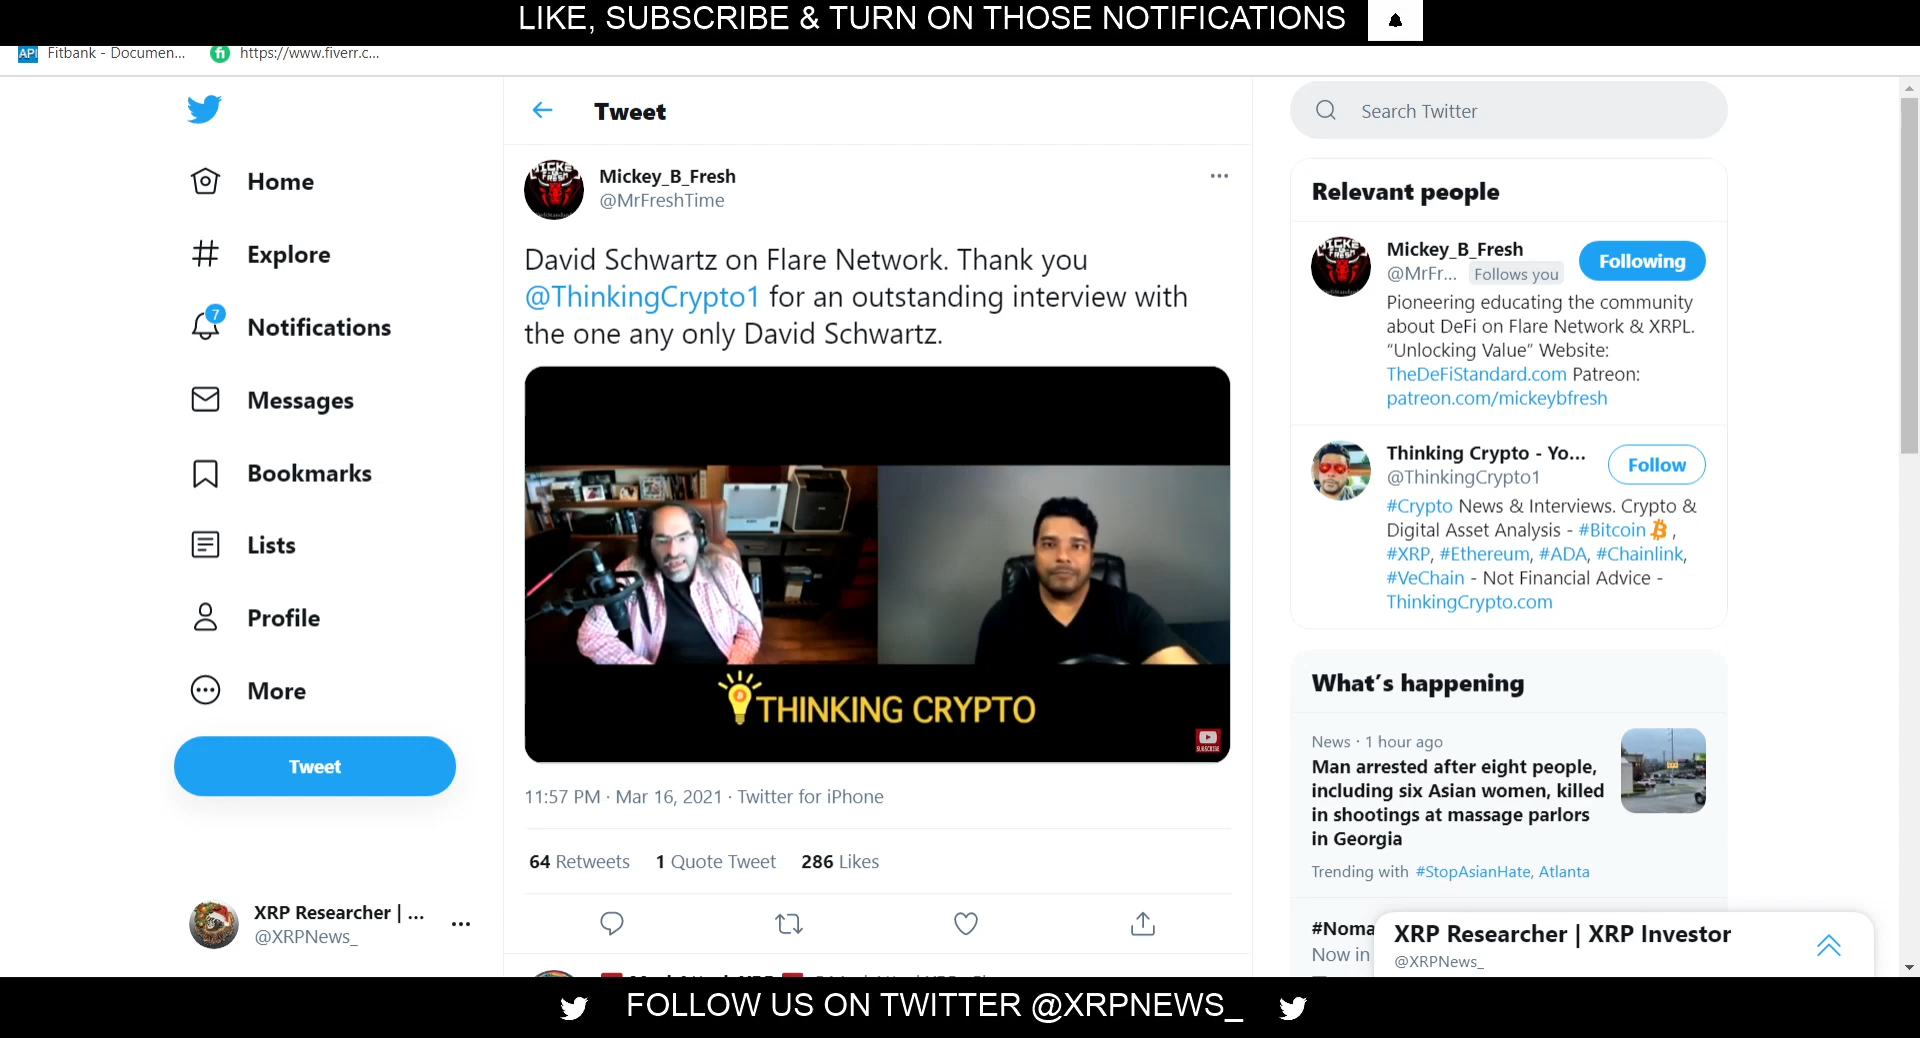 LIKE, SUBSCRIBE & TURN ON THOSE NOTIFICATIONS
API Fitbank - Documen... fi https://www.fiverr.c...
Home
Explore
7
Notifications
Messages
Bookmarks
Lists
Profile
More
Tweet
XRP Researcher | ...
@XRPNews_
Tweet
Mickey_B_Fresh
@MrFreshTime
David Schwartz on Flare Network. Thank you
@ThinkingCrypto1 for an outstanding interview with
the one any only David Schwartz.
THINKING CRYPTO
SUBSCRIBE
11:57 PM · Mar 16, 2021 · Twitter for iPhone
64 Retweets 1 Quote Tweet 286 Likes
Search Twitter
Relevant people
Mickey_B_Fresh
@MrFr... Follows you
Following
Pioneering educating the community
about DeFi on Flare Network & XRPL.
“Unlocking Value” Website:
TheDeFiStandard.com Patreon:
patreon.com/mickeybfresh
Thinking Crypto - Yo...
@ThinkingCrypto1
Follow
#Crypto News & Interviews. Crypto &
Digital Asset Analysis - #Bitcoin ,
#XRP, #Ethereum, #ADA, #Chainlink,
#VeChain - Not Financial Advice -
ThinkingCrypto.com
What’s happening
News · 1 hour ago
Man arrested after eight people,
including six Asian women, killed
in shootings at massage parlors
in Georgia
Trending with #StopAsianHate, Atlanta
#Noma
Now in
XRP Researcher | XRP Investor
@XRPNews_
FOLLOW US ON TWITTER @XRPNEWS_